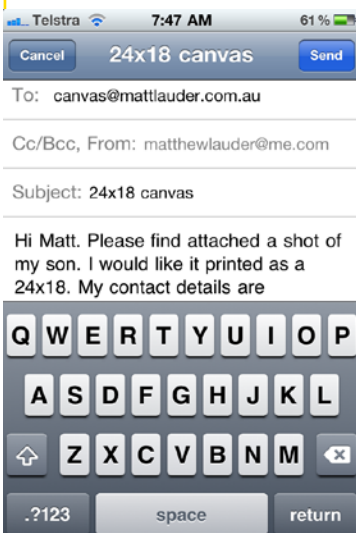 Telstra 7:47 AM 61%
Cancel 24x18 canvas Send
To: canvas@mattlauder.com.au
Cc/Bcc, From: matthewlauder@me.com
Subject: 24x18 canvas
Hi Matt. Please find attached a shot of
my son. I would like it printed as a
24x18. My contact details are
Q W E R T Y U I O P
A S D F G H J K L
Z X C V B N M
.?123 space return